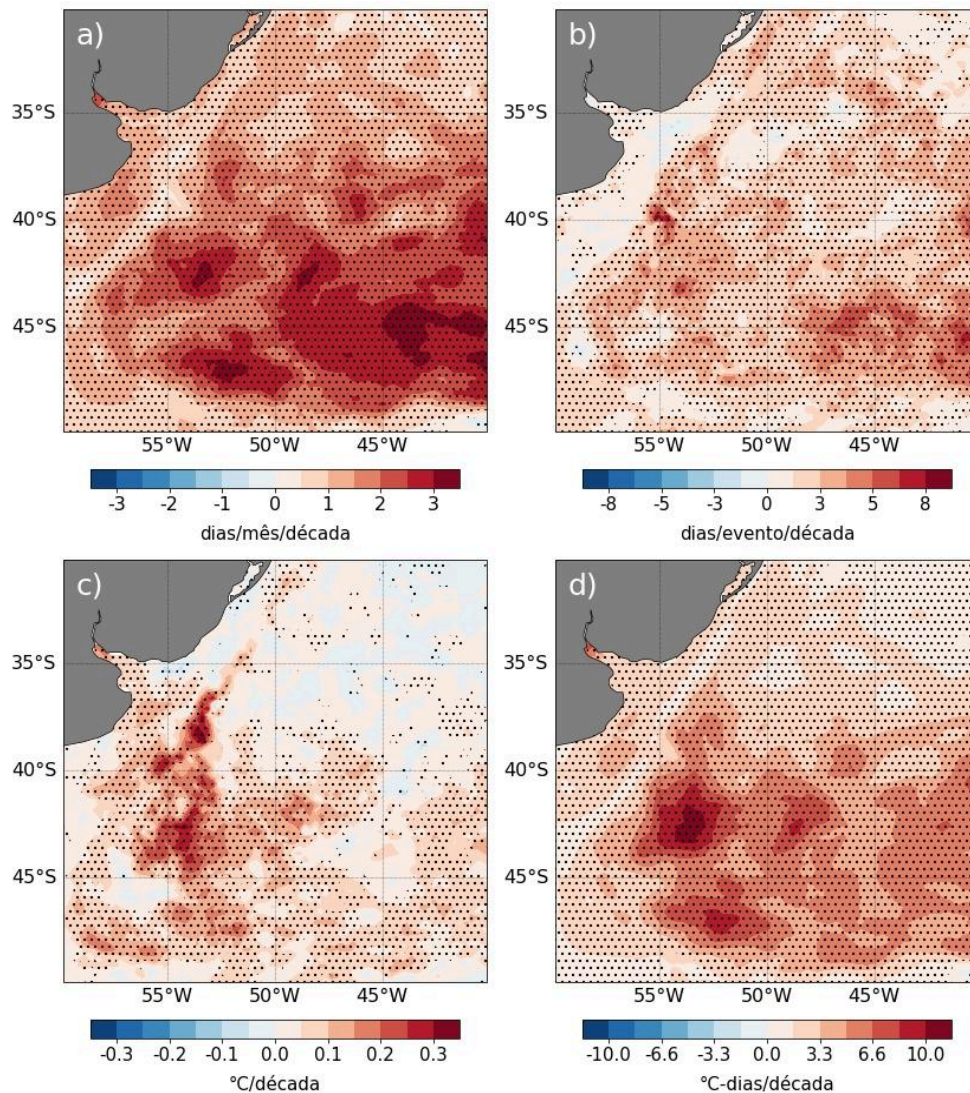 a)
b)
35°S
40°S
45°S
55°W 50°W 45°W
55°W 50°W 45°W
-3 -2 -1 0 1 2 3
dias/mês/década
-8 -5 -3 0 3 5 8
dias/evento/década
c)
d)
35°S
40°S
45°S
35°S
40°S
45°S
55°W 50°W 45°W
55°W 50°W 45°W
-0.3 -0.2 -0.1 0.0 0.1 0.2 0.3
°C/década
-10.0 -6.6 -3.3 0.0 3.3 6.6 10.0
°C-dias/década
35°S
40°S
45°S